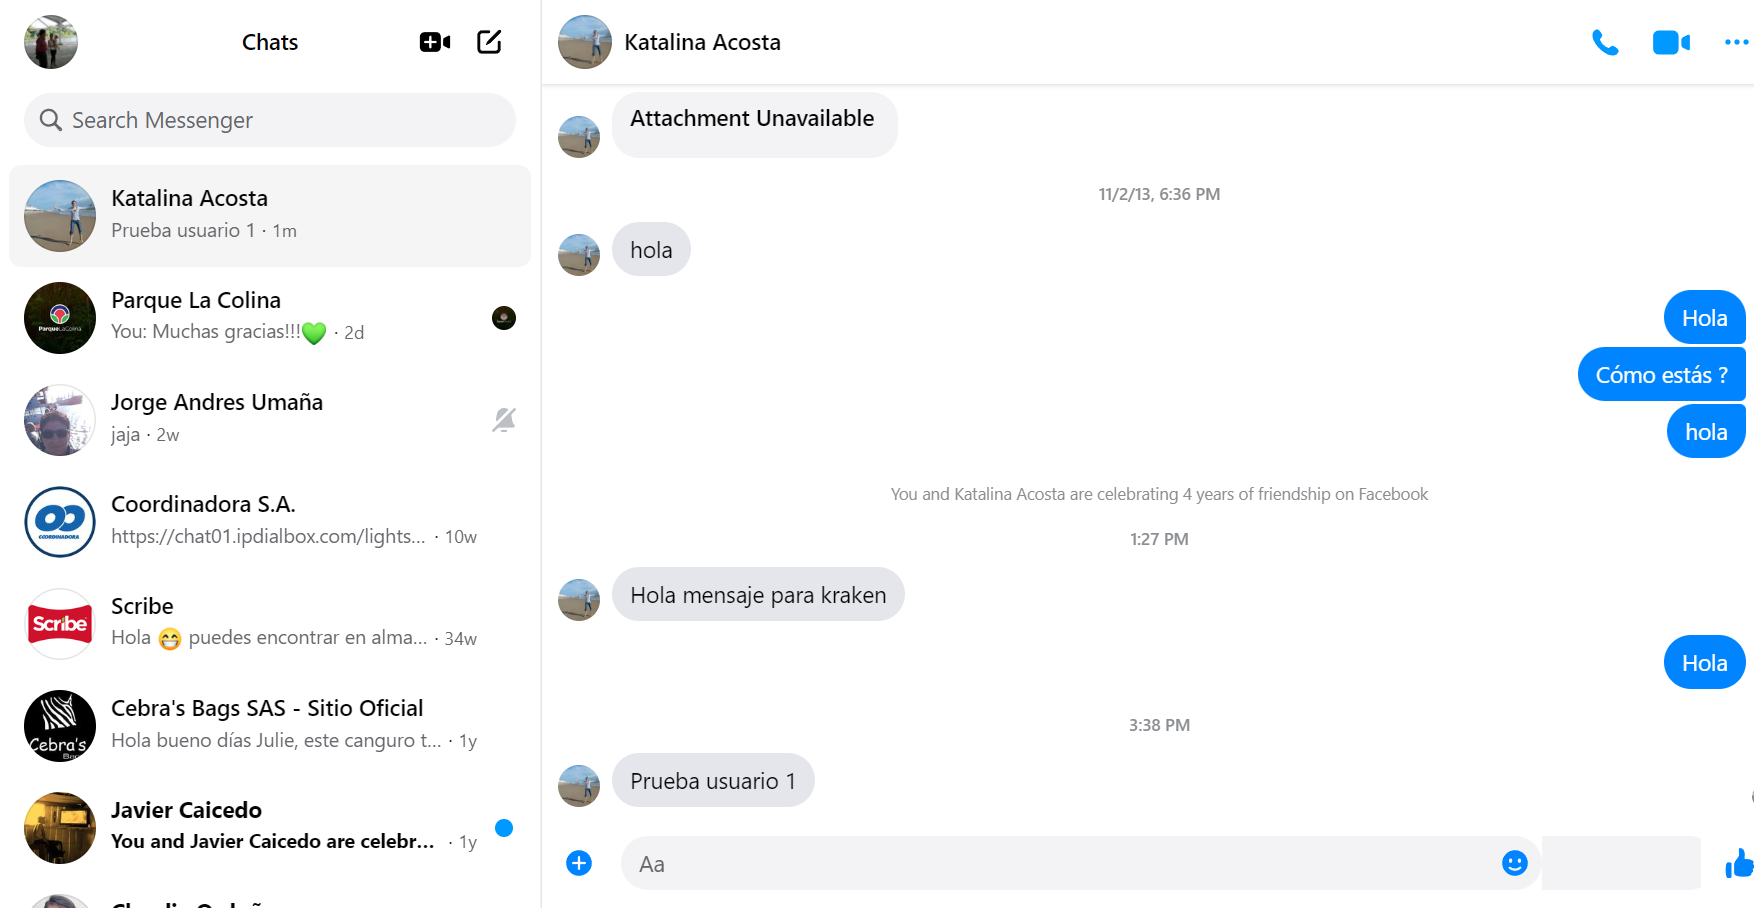 Chats
Search Messenger
Katalina Acosta
Prueba usuario 1 · 1m
Parque La Colina
You: Muchas gracias!!!💚 · 2d
Jorge Andres Umaña
jaja · 2w
Coordinadora S.A.
https://chat01.ipdialbox.com/lights... · 10w
COORDINADORA
Scribe
Scribe
Hola 😁 puedes encontrar en alma... · 34w
Cebra's Bags SAS - Sitio Oficial
Hola bueno días Julie, este canguro t... · 1y
Cebra's
Javier Caicedo
You and Javier Caicedo are celebr... · 1y
Katalina Acosta
Attachment Unavailable
11/2/13, 6:36 PM
hola
Hola
Cómo estás ?
hola
You and Katalina Acosta are celebrating 4 years of friendship on Facebook
1:27 PM
Hola mensaje para kraken
Hola
3:38 PM
Prueba usuario 1
Aa